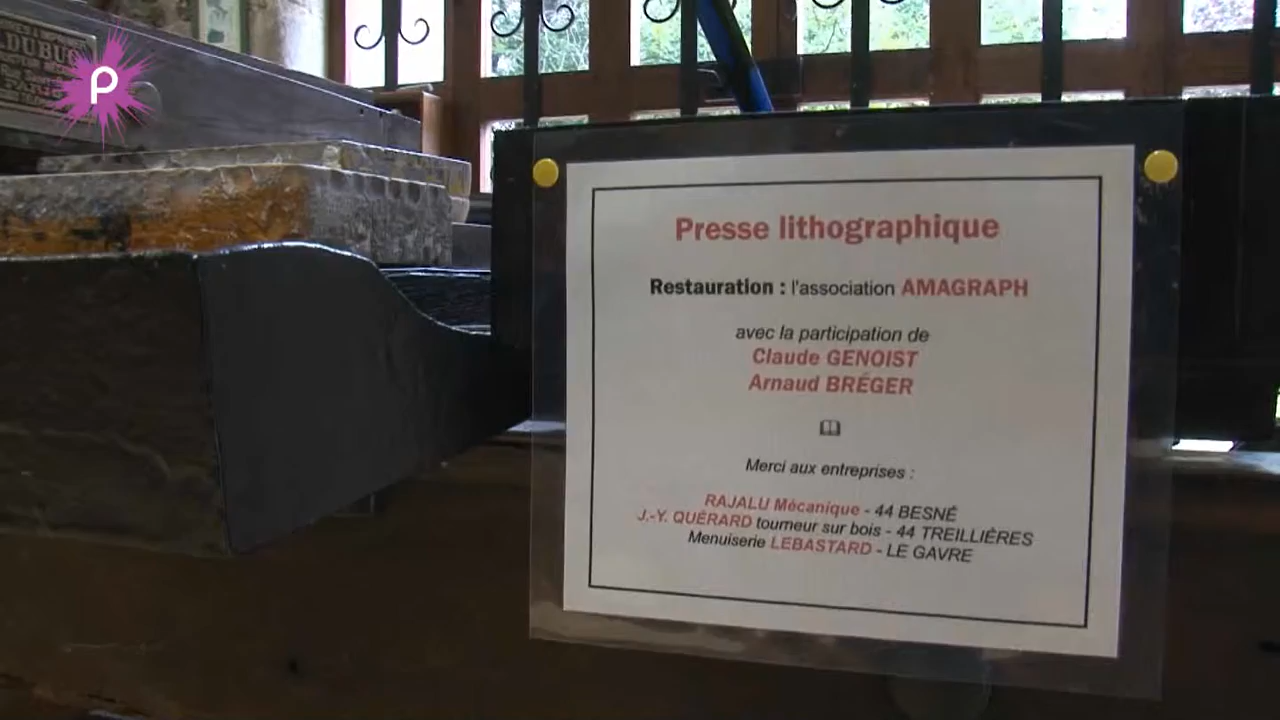 DUBU
P
Presse lithographique
Restauration : l'association AMAGRAPH
avec la participation de
Claude GENOIST
Arnaud BRÉGER
Merci aux entreprises :
RAJALU Mécanique - 44 BESNÉ
J.-Y. QUÉRARD tourneur sur bois - 44 TREILLIÈRES
Menuiserie LEBASTARD - LE GAVRE